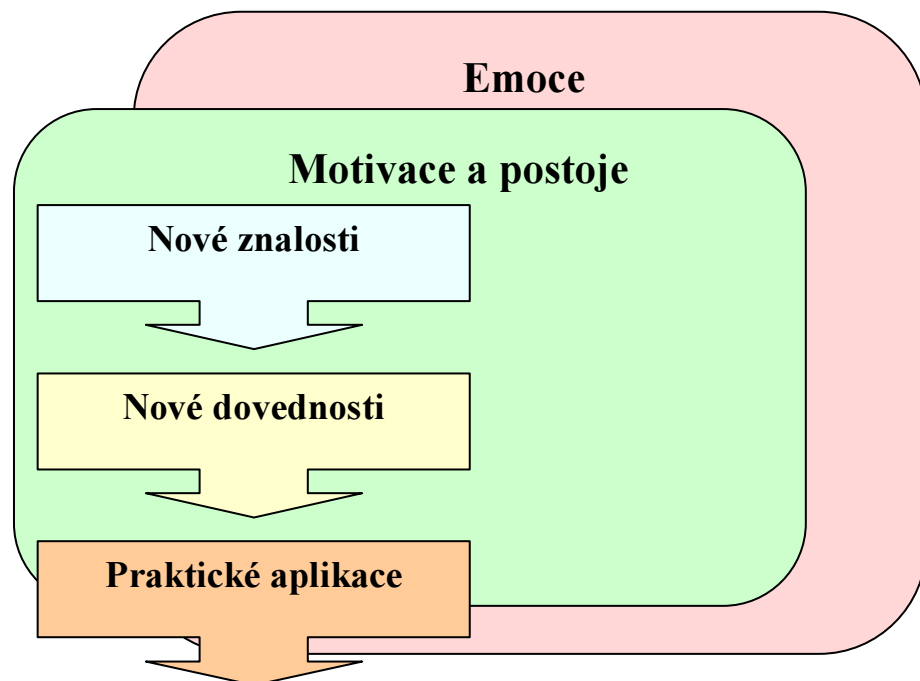 Emoce
Motivace a postoje
Nové znalosti
Nové dovednosti
Praktické aplikace